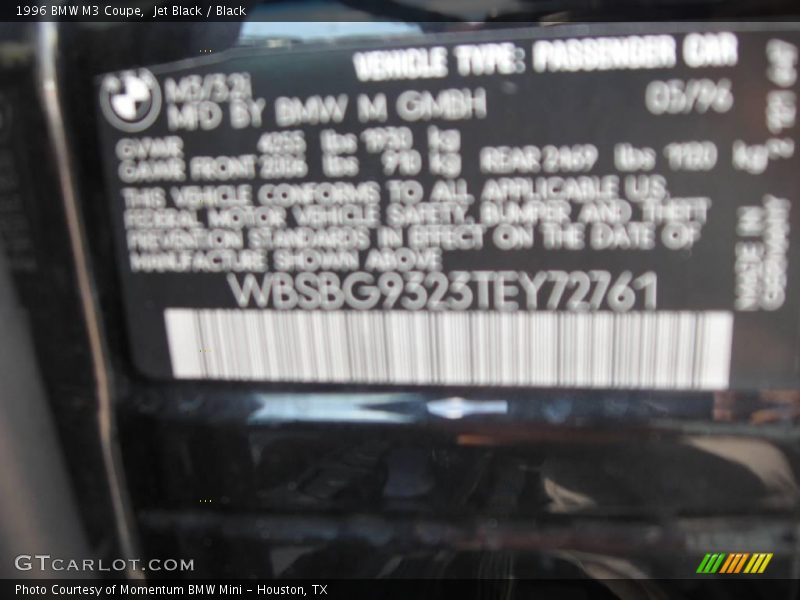 1996 BMW M3 Coupe, Jet Black / Black
VEHICLE TYPE: PASSENGER CAR
M3/3.2l
MFD BY BMW M GMBH 05/96
GVWR 4255 lbs 1930 kg
GAWR FRONT 2006 lbs 910 kg REAR 2469 lbs 1120 kg
THIS VEHICLE CONFORMS TO ALL APPLICABLE U.S.
FEDERAL MOTOR VEHICLE SAFETY, BUMPER AND THEFT
PREVENTION STANDARDS IN EFFECT ON THE DATE OF
MANUFACTURE SHOWN ABOVE
WBSBG9323TEY72761
MADE IN
GERMANY
GTCARLOT.COM
Photo Courtesy of Momentum BMW Mini - Houston, TX